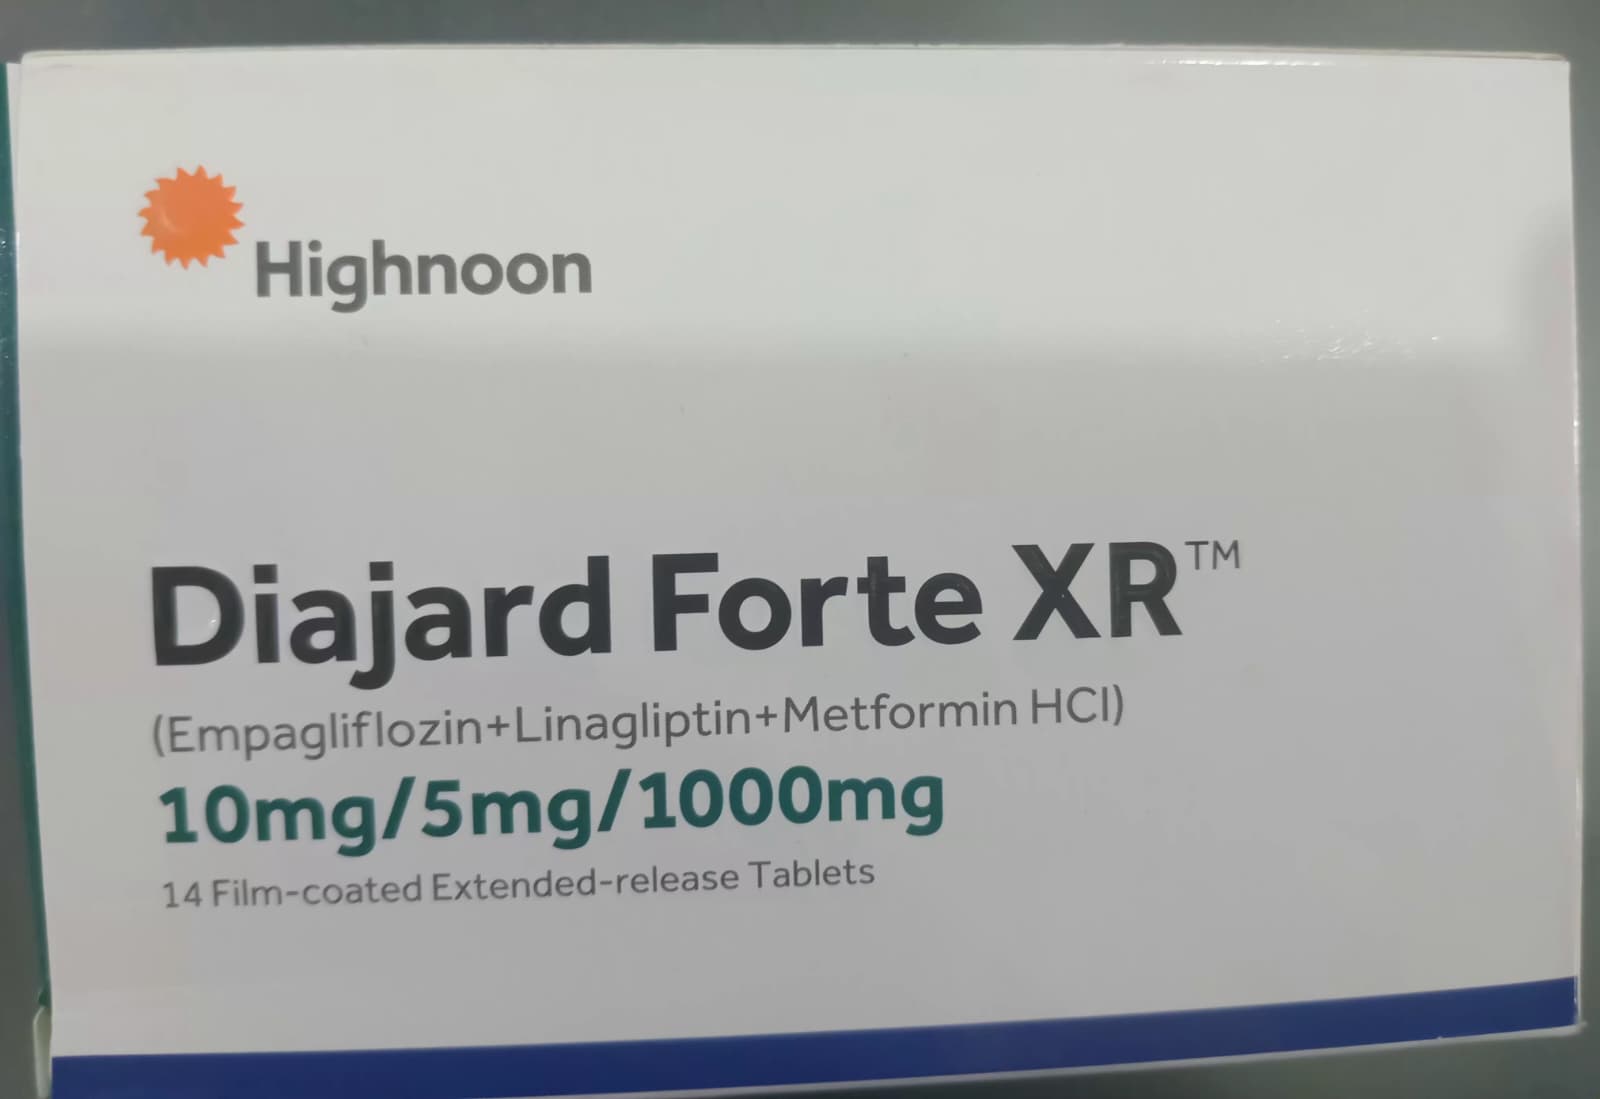 Highnoon
Diajard Forte XR™
(Empagliflozin+Linagliptin+Metformin HCl)
10mg/5mg/1000mg
14 Film-coated Extended-release Tablets